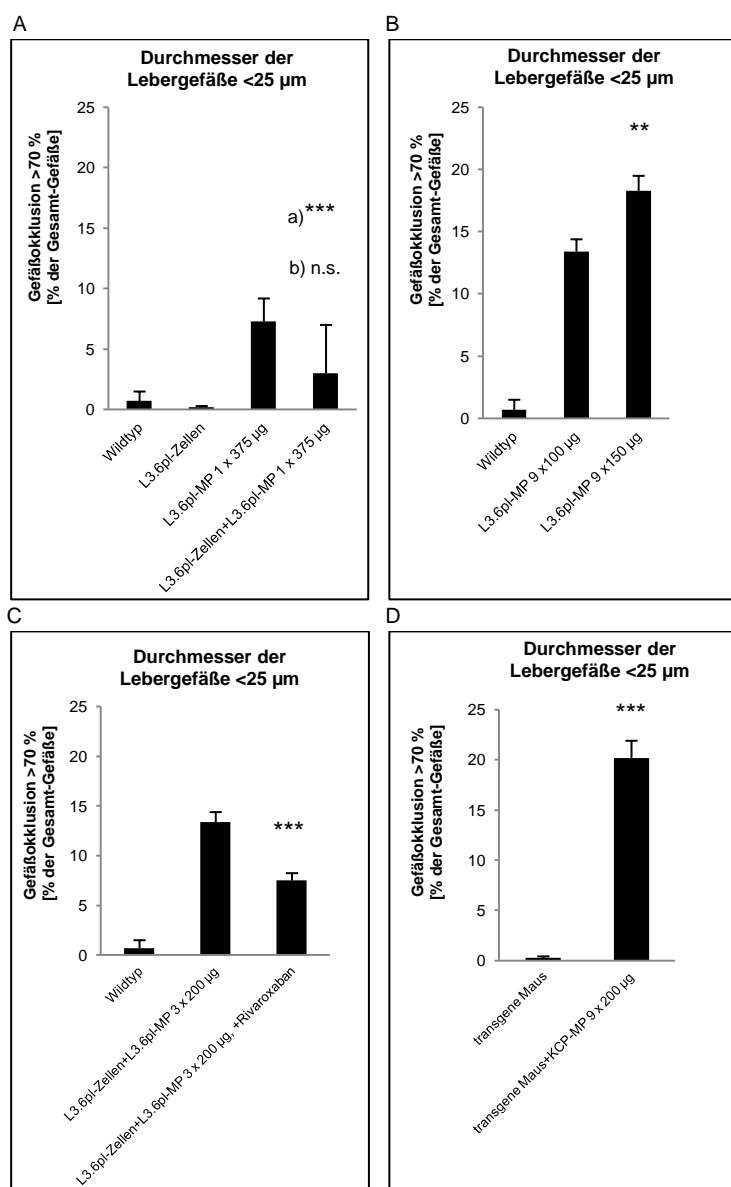 A
Durchmesser der
Lebergefäße <25 µm
Gefäßokklusion >70 %
[% der Gesamt-Gefäße]
25
20
15
10
5
0
a) ***
b) n.s.
Wildtyp
L3.6pl-Zellen
L3.6pl-MP 1 x 375 µg
L3.6pl-Zellen+L3.6pl-MP 1 x 375 µg
B
Durchmesser der
Lebergefäße <25 µm
Gefäßokklusion >70 %
[% der Gesamt-Gefäße]
25
20
15
10
5
0
**
Wildtyp
L3.6pl-MP 9 x100 µg
L3.6pl-MP 9 x150 µg
C
Durchmesser der
Lebergefäße <25 µm
Gefäßokklusion >70 %
[% der Gesamt-Gefäße]
25
20
15
10
5
0
***
Wildtyp
L3.6pl-Zellen+L3.6pl-MP 3 x 200 µg
L3.6pl-Zellen+L3.6pl-MP 3 x 200 µg, +Rivaroxaban
D
Durchmesser der
Lebergefäße <25 µm
Gefäßokklusion >70 %
[% der Gesamt-Gefäße]
25
20
15
10
5
0
***
transgene Maus
transgene Maus+KCP-MP 9 x 200 µg